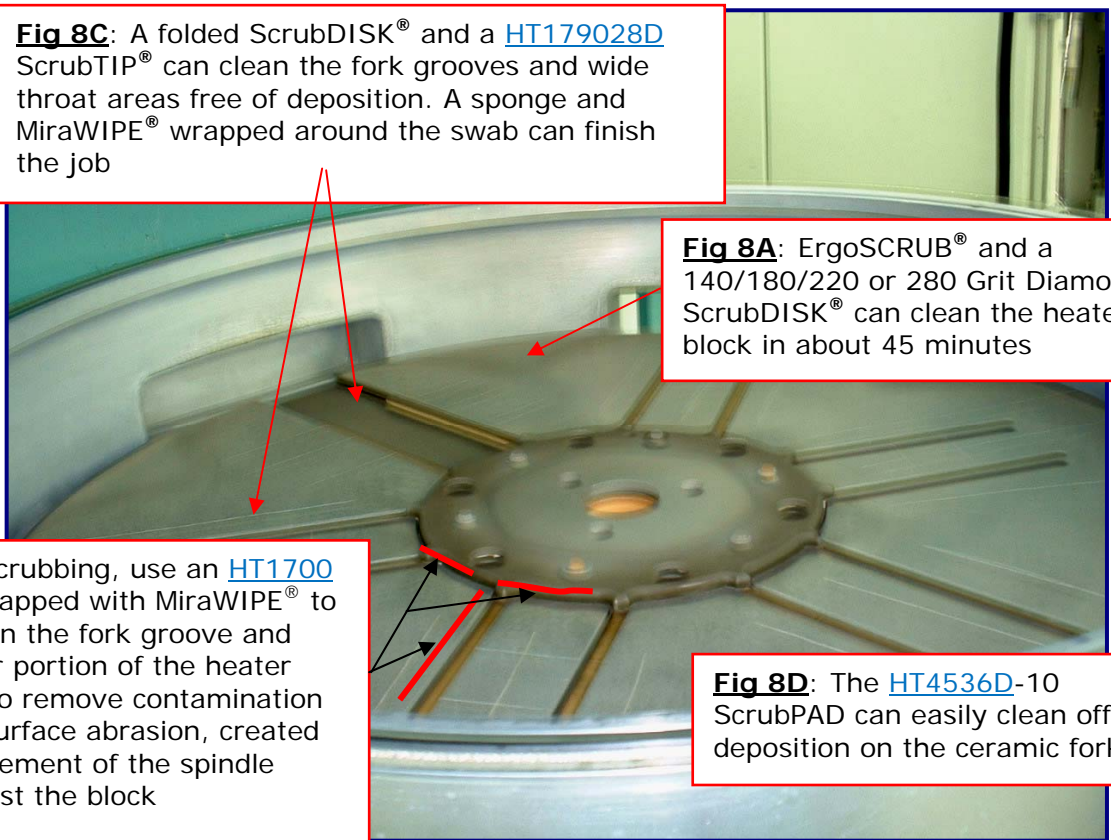 Fig 8C: A folded ScrubDISK® and a HT179028D
ScrubTIP® can clean the fork grooves and wide
throat areas free of deposition. A sponge and
MiraWIPE® wrapped around the swab can finish
the job
Fig 8A: ErgoSCRUB® and a
140/180/220 or 280 Grit Diamo
ScrubDISK® can clean the heate
block in about 45 minutes
crubbing, use an HT1700
apped with MiraWIPE® to
n the fork groove and
r portion of the heater
o remove contamination
urface abrasion, created
ement of the spindle
st the block
Fig 8D: The HT4536D-10
ScrubPAD can easily clean off
deposition on the ceramic fork